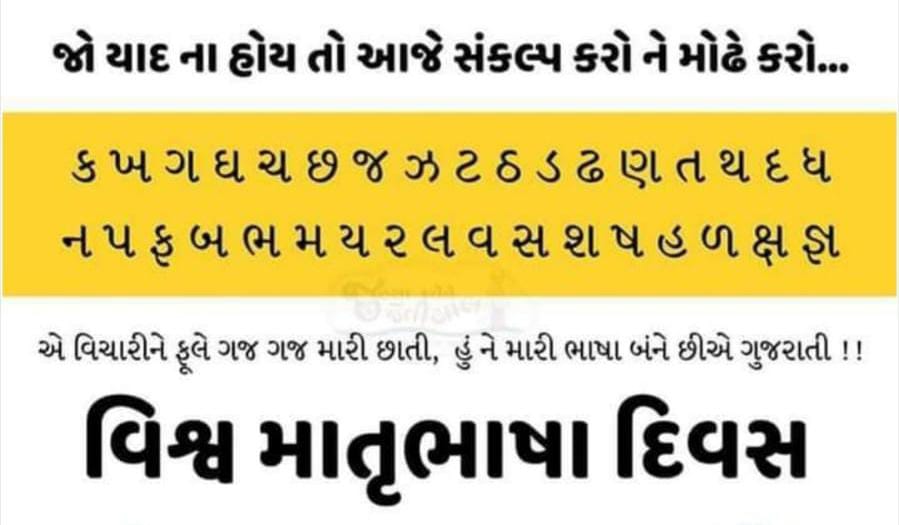 જો યાદ ના હોય તો આજે સંકલ્પ કરો ને મોઢે કરો...
ક ખ ગ ઘ ચ છ જ ઝ ટ ઠ ડ ઢ ણ ત થ દ ધ
ન પ ફ બ ભ મ ય ર લ વ સ શ ષ હ ળ ક્ષ જ્ઞ
એ વિચારીને ફૂલે ગજ ગજ મારી છાતી, હું ને મારી ભાષા બંને છીએ ગુજરાતી !!
વિશ્વ માતૃભાષા દિવસ